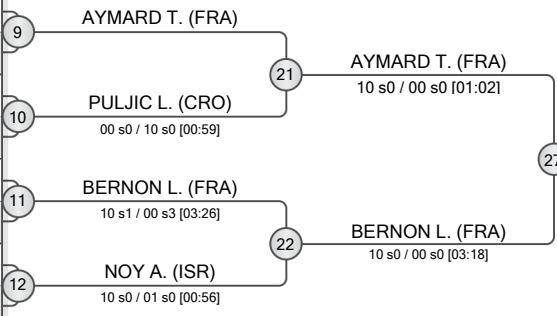 9
AYMARD T. (FRA)
21
AYMARD T. (FRA)
10 s0 / 00 s0 [01:02]
10
PULJIC L. (CRO)
00 s0 / 10 s0 [00:59]
27
11
BERNON L. (FRA)
10 s1 / 00 s3 [03:26]
22
BERNON L. (FRA)
10 s0 / 00 s0 [03:18]
12
NOY A. (ISR)
10 s0 / 01 s0 [00:56]